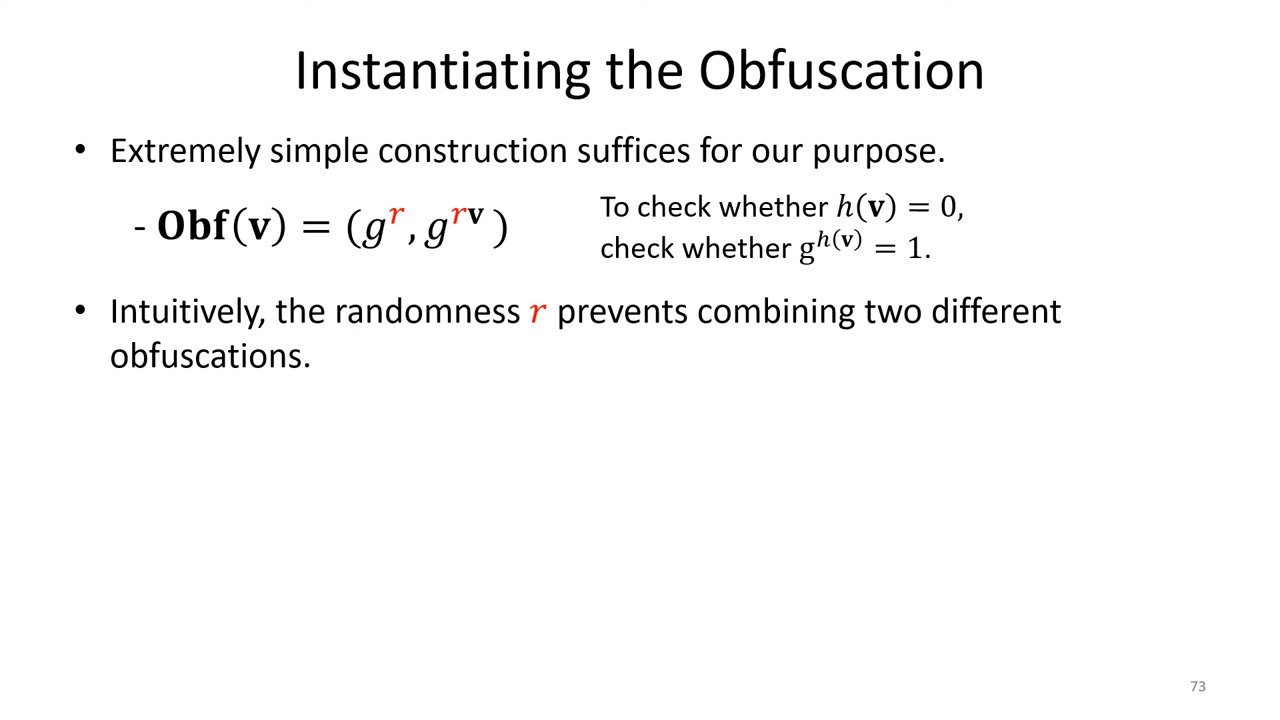 Instantiating the Obfuscation
• Extremely simple construction suffices for our purpose.
- 𝐎𝐛𝐟(𝐯) = (𝑔^𝑟, 𝑔^𝑟𝐯 )
To check whether ℎ(𝐯) = 0,
check whether g^ℎ(𝐯) = 1.
• Intuitively, the randomness 𝑟 prevents combining two different
obfuscations.
73